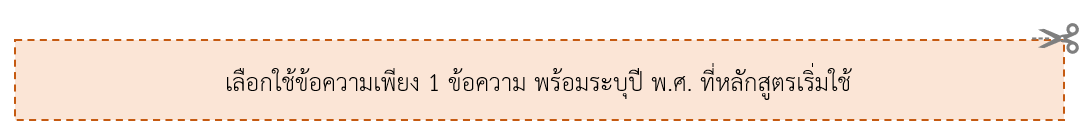 เลือกใช้ข้อความเพียง 1 ข้อความ พร้อมระบุปี พ.ศ. ที่หลักสูตรเริ่มใช้